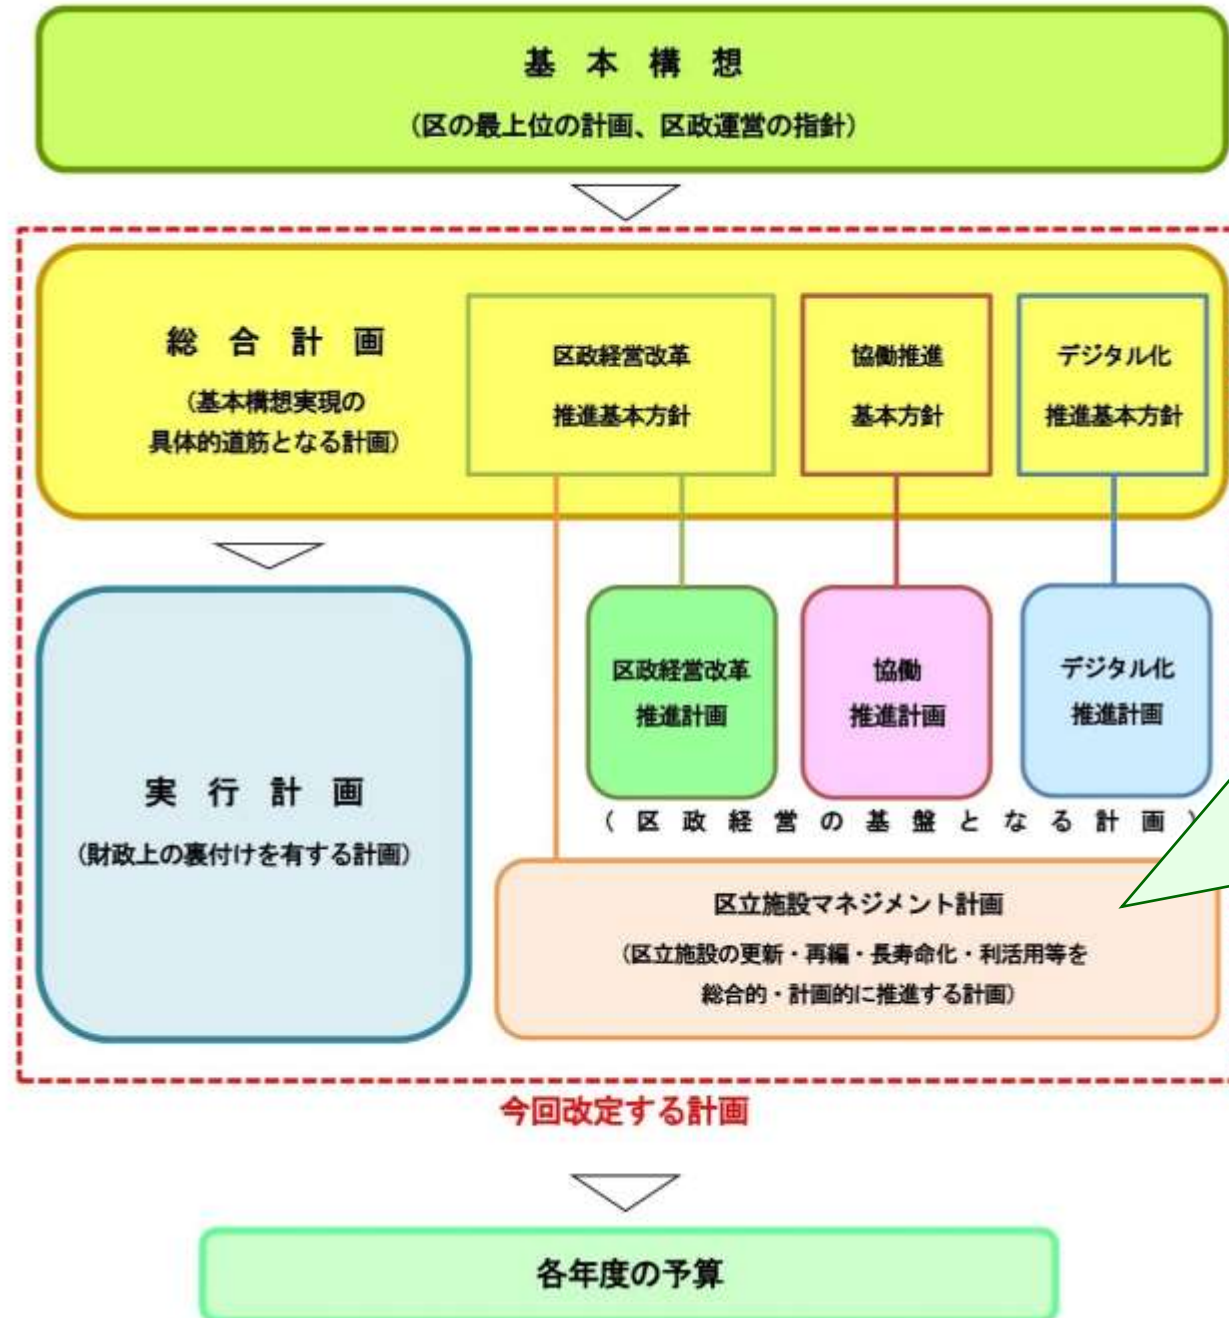 基本構想
(区の最上位の計画、区政運営の指針)
総合計画
(基本構想実現の
具体的道筋となる計画)
区政経営改革
推進基本方針
協働推進
基本方針
デジタル化
推進基本方針
実行計画
(財政上の裏付けを有する計画)
区政経営改革
推進計画
協働
推進計画
デジタル化
推進計画
(区政経営の基盤となる計画)
区立施設マネジメント計画
(区立施設の更新・再編・長寿命化・利活用等を
総合的・計画的に推進する計画)
今回改定する計画
各年度の予算